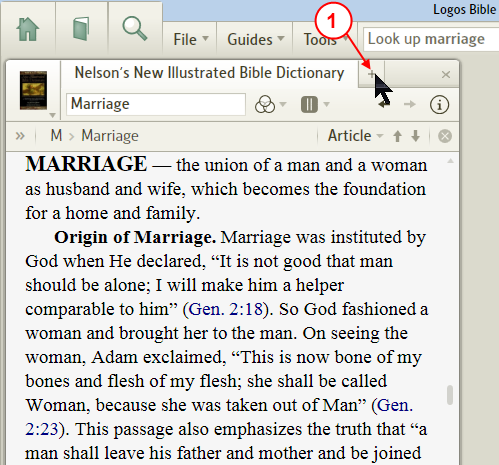 Logos Bible
1
File Guides Tools Look up marriage
Nelson's New Illustrated Bible Dictionary + ×
Marriage
» M > Marriage Article
MARRIAGE — the union of a man and a woman
as husband and wife, which becomes the foundation
for a home and family.
Origin of Marriage. Marriage was instituted by
God when He declared, “It is not good that man
should be alone; I will make him a helper
comparable to him” (Gen. 2:18). So God fashioned a
woman and brought her to the man. On seeing the
woman, Adam exclaimed, “This is now bone of my
bones and flesh of my flesh; she shall be called
Woman, because she was taken out of Man” (Gen.
2:23). This passage also emphasizes the truth that “a
man shall leave his father and mother and be joined